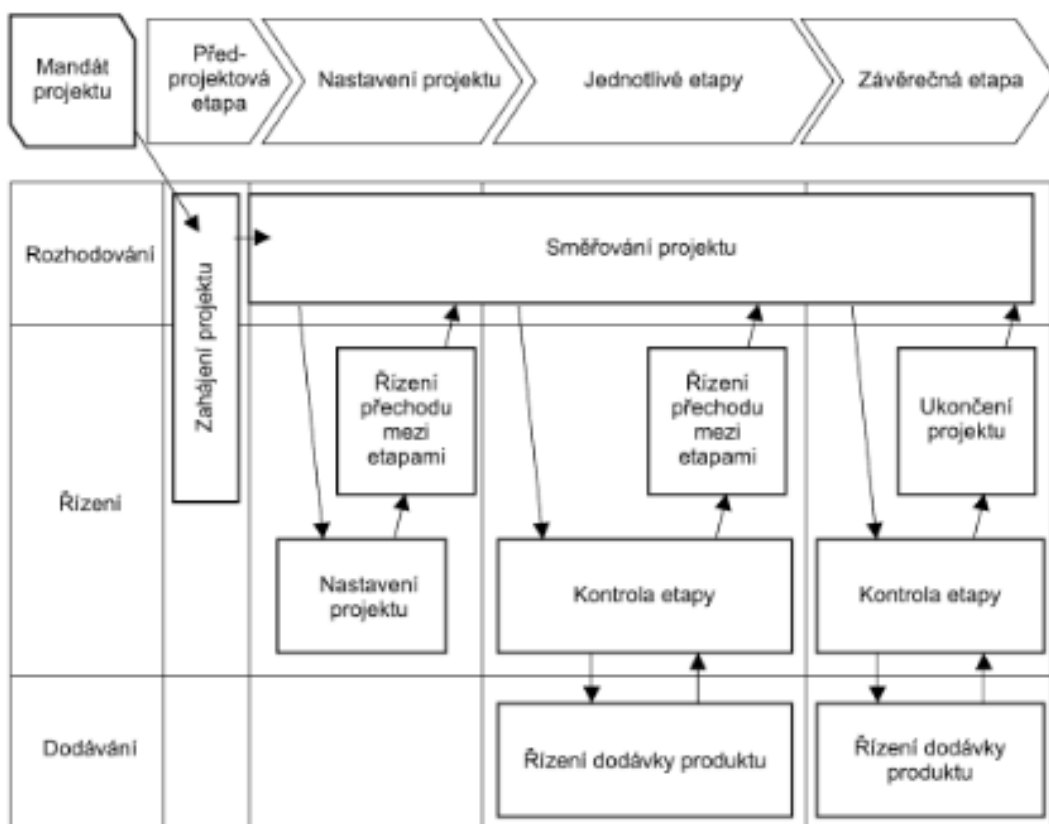 Mandát
projektu
Před-
projektová
etapa
Nastavení projektu
Jednotlivé etapy
Závěrečná etapa
Rozhodování
Zahájení projektu
Směřování projektu
Řízení
Řízení
přechodu
mezi
etapami
Řízení
přechodu
mezi
etapami
Ukončení
projektu
Nastavení
projektu
Kontrola etapy
Kontrola etapy
Dodávání
Řízení dodávky produktu
Řízení dodávky
produktu